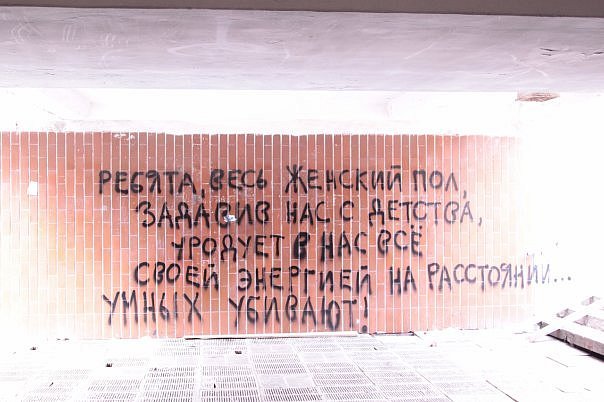 РЕБЯТА, ВЕСЬ ЖЕНСКИЙ ПОЛ,
ЗАДАВИВ НАС С ДЕТСТВА,
УРОДУЕТ В НАС ВСЁ
СВОЕЙ ЭНЕРГИЕЙ НА РАССТОЯНИИ...
УМНЫХ УБИВАЮТ!